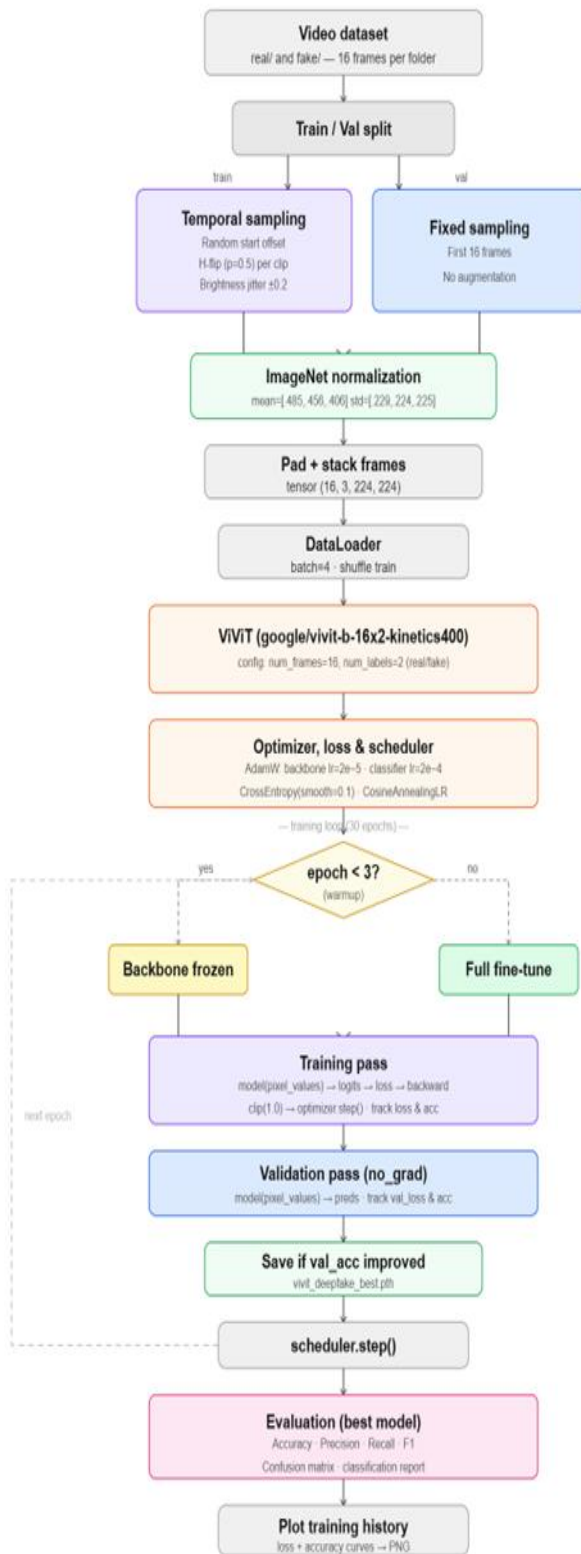 Video dataset
real/ and fake/ — 16 frames per folder
Train / Val split
train
val
Temporal sampling
Random start offset
H-flip (p=0.5) per clip
Brightness jitter ±0.2
Fixed sampling
First 16 frames
No augmentation
ImageNet normalization
mean=[.485, 456, 406] std=[.229, 224, 225]
Pad + stack frames
tensor (16, 3, 224, 224)
DataLoader
batch=4 · shuffle train
ViViT (google/vivit-b-16x2-kinetics400)
config: num_frames=16, num_labels=2 (real/fake)
Optimizer, loss & scheduler
AdamW: backbone lr=2e−5 · classifier lr=2e−4
CrossEntropy(smooth=0.1) · CosineAnnealingLR
— training loop (30 epochs) —
epoch < 3?
(warmup)
yes
no
Backbone frozen
Full fine-tune
Training pass
model(pixel_values) → logits → loss → backward
clip(1.0) → optimizer.step() · track loss & acc
next epoch
Validation pass (no_grad)
model(pixel_values) → preds · track val_loss & acc
Save if val_acc improved
vivit_deepfake_best.pth
scheduler.step()
Evaluation (best model)
Accuracy · Precision · Recall · F1
Confusion matrix · classification report
Plot training history
loss + accuracy curves → PNG